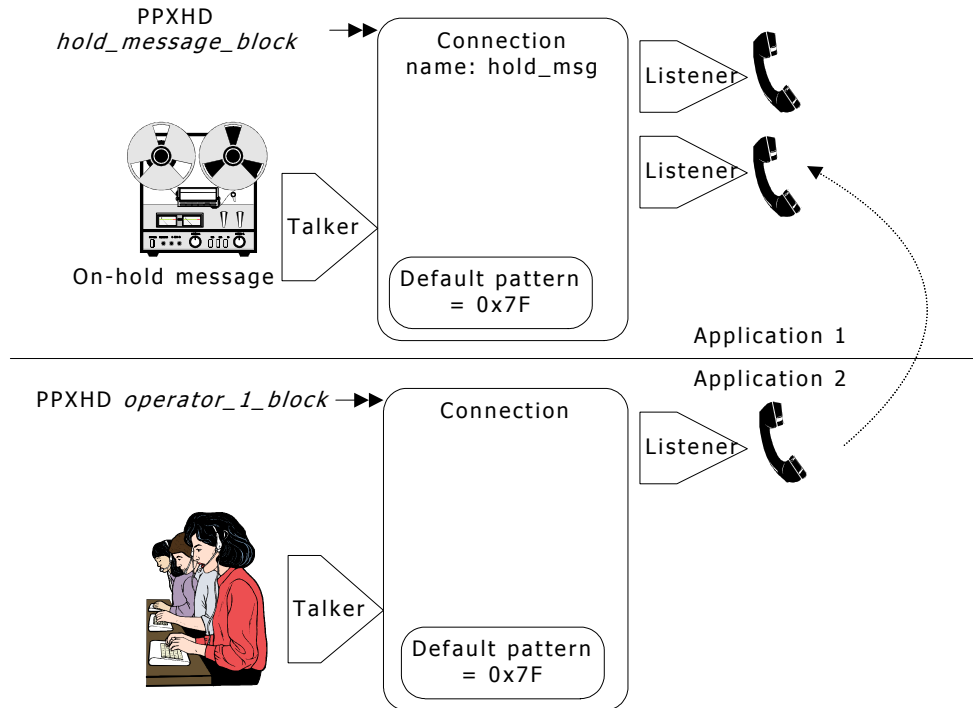 PPXHD
hold_message_block
Connection
name: hold_msg
Listener
Listener
Talker
On-hold message
Default pattern
= 0x7F
Application 1
Application 2
PPXHD operator_1_block
Connection
Listener
Talker
Default pattern
= 0x7F